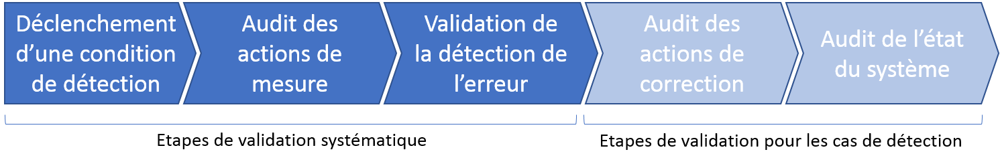 Déclenchement
d’une condition
de détection
Audit des
actions de
mesure
Validation de
la détection de
l’erreur
Audit des
actions de
correction
Audit de l’état
du système
Etapes de validation systématique
Etapes de validation pour les cas de détection